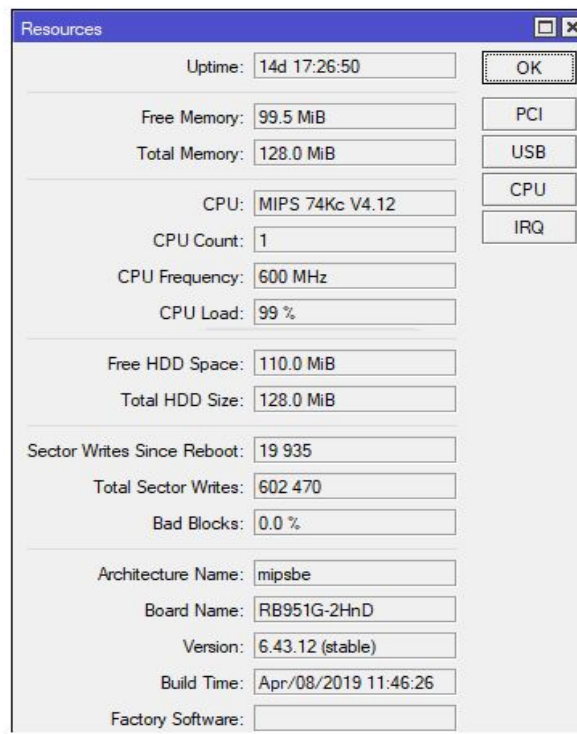 Resources
Uptime: 14d 17:26:50
OK
Free Memory: 99.5 MiB
PCI
Total Memory: 128.0 MiB
USB
CPU: MIPS 74Kc V4.12
CPU
CPU Count: 1
IRQ
CPU Frequency: 600 MHz
CPU Load: 99 %
Free HDD Space: 110.0 MiB
Total HDD Size: 128.0 MiB
Sector Writes Since Reboot: 19 935
Total Sector Writes: 602 470
Bad Blocks: 0.0 %
Architecture Name: mipsbe
Board Name: RB951G-2HnD
Version: 6.43.12 (stable)
Build Time: Apr/08/2019 11:46:26
Factory Software: